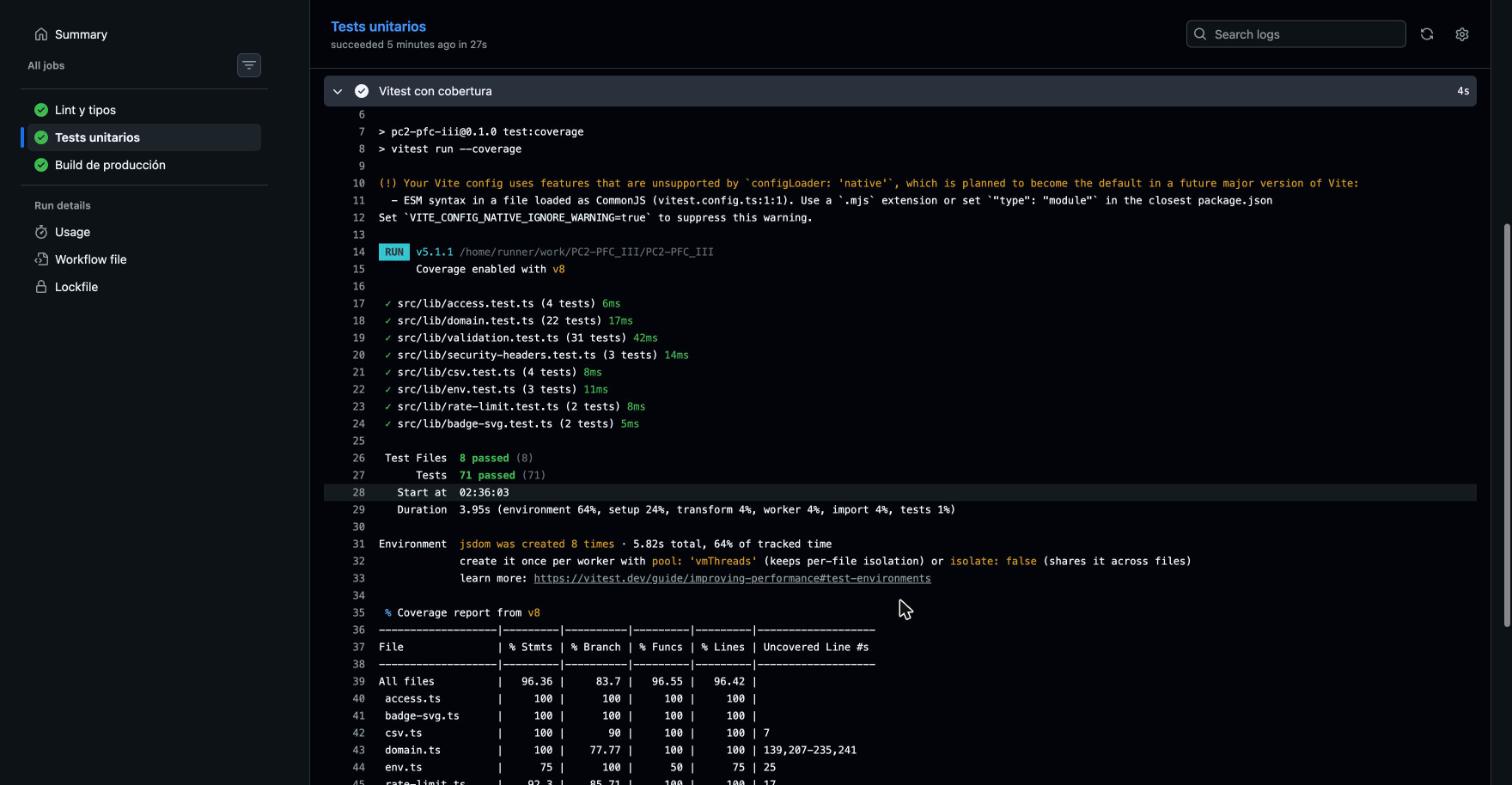 Summary
All jobs
Lint y tipos
Tests unitarios
Build de producción
Run details
Usage
Workflow file
Lockfile
Tests unitarios
succeeded 5 minutes ago in 27s
Search logs
Vitest con cobertura 4s
6
7 > pc2-pfc-iii@0.1.0 test:coverage
8 > vitest run --coverage
9
10 (!) Your Vite config uses features that are unsupported by `configLoader: 'native'`, which is planned to become the default in a future major version of Vite:
11 - ESM syntax in a file loaded as CommonJS (vitest.config.ts:1:1). Use a `.mjs` extension or set `"type": "module"` in the closest package.json
12 Set `VITE_CONFIG_NATIVE_IGNORE_WARNING=true` to suppress this warning.
13
14 RUN v5.1.1 /home/runner/work/PC2-PFC_III/PC2-PFC_III
15 Coverage enabled with v8
16
17 ✓ src/lib/access.test.ts (4 tests) 6ms
18 ✓ src/lib/domain.test.ts (22 tests) 17ms
19 ✓ src/lib/validation.test.ts (31 tests) 42ms
20 ✓ src/lib/security-headers.test.ts (3 tests) 14ms
21 ✓ src/lib/csv.test.ts (4 tests) 8ms
22 ✓ src/lib/env.test.ts (3 tests) 11ms
23 ✓ src/lib/rate-limit.test.ts (2 tests) 8ms
24 ✓ src/lib/badge-svg.test.ts (2 tests) 5ms
25
26 Test Files 8 passed (8)
27 Tests 71 passed (71)
28 Start at 02:36:03
29 Duration 3.95s (environment 64%, setup 24%, transform 4%, worker 4%, import 4%, tests 1%)
30
31 Environment jsdom was created 8 times · 5.82s total, 64% of tracked time
32 create it once per worker with pool: 'vmThreads' (keeps per-file isolation) or isolate: false (shares it across files)
33 learn more: https://vitest.dev/guide/improving-performance#test-environments
34
35 % Coverage report from v8
36 -------------------|---------|----------|---------|---------|-------------------
37 File | % Stmts | % Branch | % Funcs | % Lines | Uncovered Line #s
38 -------------------|---------|----------|---------|---------|-------------------
39 All files | 96.36 | 83.7 | 96.55 | 96.42 |
40 access.ts | 100 | 100 | 100 | 100 |
41 badge-svg.ts | 100 | 100 | 100 | 100 |
42 csv.ts | 100 | 90 | 100 | 100 | 7
43 domain.ts | 100 | 77.77 | 100 | 100 | 139,207-235,241
44 env.ts | 75 | 100 | 50 | 75 | 25
45 rate-limit.ts | 92.3 | 85.71 | 100 | 100 | 17